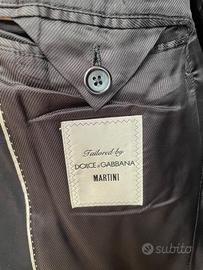 Tailored by
DOLCE & GABBANA
MARTINI
subito